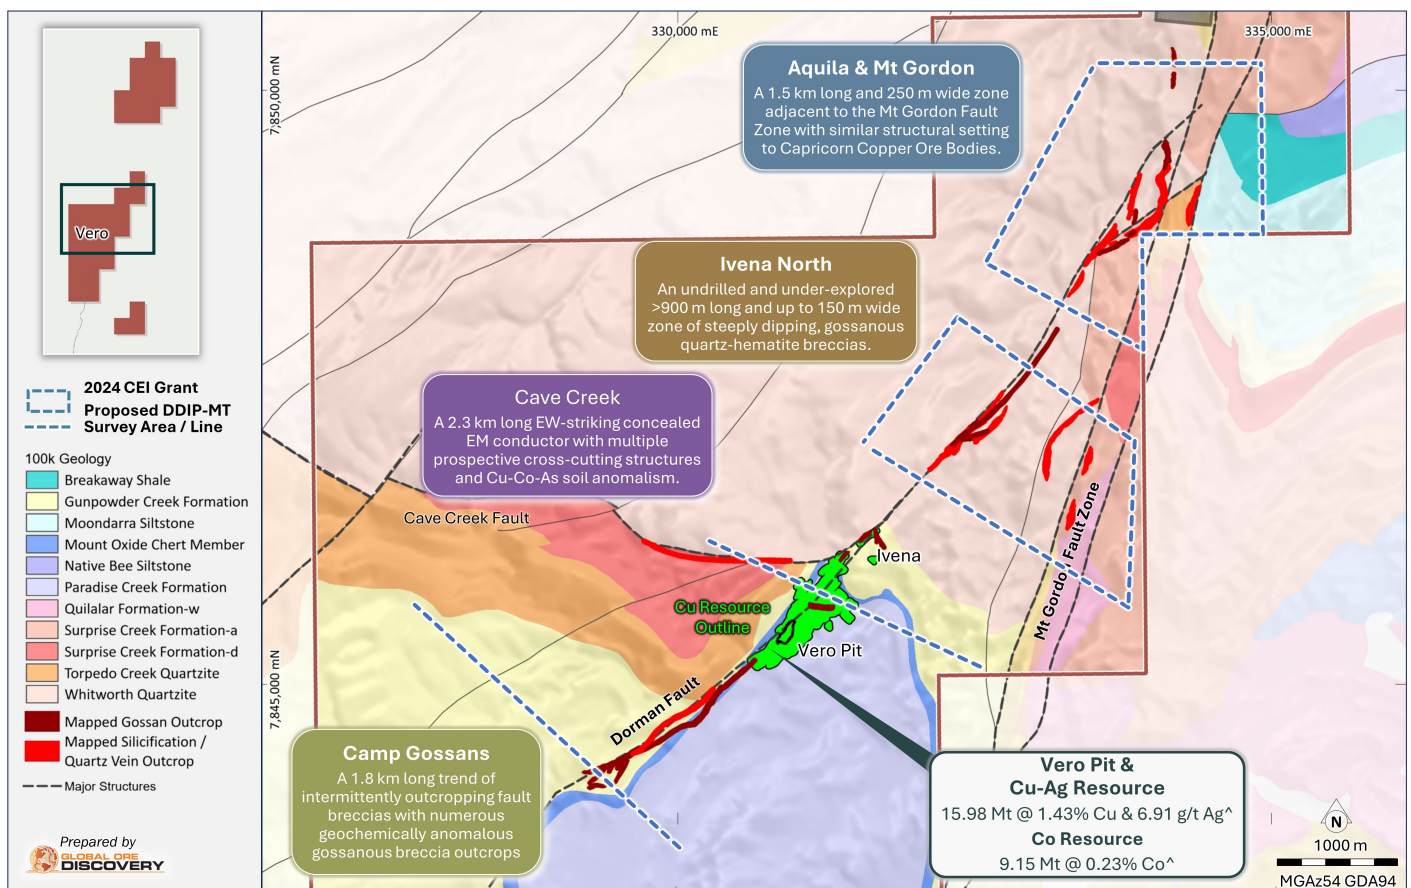 330,000 mE
335,000 mE
7,850,000 mN
7,845,000 mN
Vero
2024 CEI Grant
Proposed DDIP-MT
Survey Area / Line
100k Geology
Breakaway Shale
Gunpowder Creek Formation
Moondarra Siltstone
Mount Oxide Chert Member
Native Bee Siltstone
Paradise Creek Formation
Quilalar Formation-w
Surprise Creek Formation-a
Surprise Creek Formation-d
Torpedo Creek Quartzite
Whitworth Quartzite
Mapped Gossan Outcrop
Mapped Silicification /
Quartz Vein Outcrop
Major Structures
Prepared by
GLOBAL ORE
DISCOVERY
Aquila & Mt Gordon
A 1.5 km long and 250 m wide zone
adjacent to the Mt Gordon Fault
Zone with similar structural setting
to Capricorn Copper Ore Bodies.
Ivena North
An undrilled and under-explored
>900 m long and up to 150 m wide
zone of steeply dipping, gossanous
quartz-hematite breccias.
Cave Creek
A 2.3 km long EW-striking concealed
EM conductor with multiple
prospective cross-cutting structures
and Cu-Co-As soil anomalism.
Cave Creek Fault
Ivena
Cu Resource
Outline
Vero Pit
Mt Gordon Fault Zone
Dorman Fault
Camp Gossans
A 1.8 km long trend of
intermittently outcropping fault
breccias with numerous
geochemically anomalous
gossanous breccia outcrops
Vero Pit &
Cu-Ag Resource
15.98 Mt @ 1.43% Cu & 6.91 g/t Ag^
Co Resource
9.15 Mt @ 0.23% Co^
N
1000 m
MGAz54 GDA94